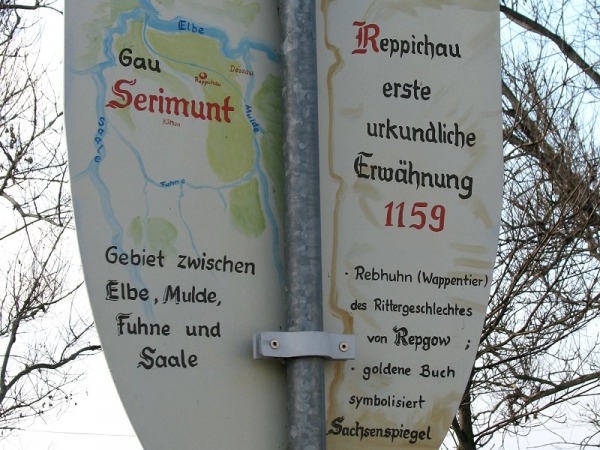 Elbe
Gau
Dessau
Reppichau
Serimunt
Mulde
Köthen
Saale
Fuhne
Gebiet zwischen
Elbe, Mulde,
Fuhne und
Saale
Reppichau
erste
urkundliche
Erwähnung
1159
· Rebhuhn (Wappentier)
des Rittergeschlechtes
von Repgow ;
· goldene Buch
symbolisiert
Sachsenspiegel